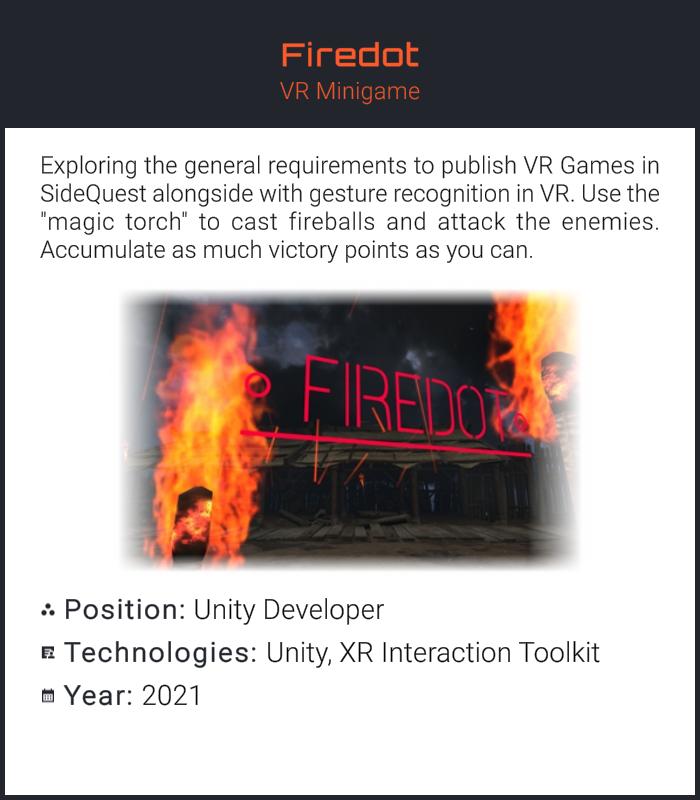 Firedot
VR Minigame
Exploring the general requirements to publish VR Games in
SideQuest alongside with gesture recognition in VR. Use the
"magic torch" to cast fireballs and attack the enemies.
Accumulate as much victory points as you can.
FIREDOT
Position: Unity Developer
Technologies: Unity, XR Interaction Toolkit
Year: 2021